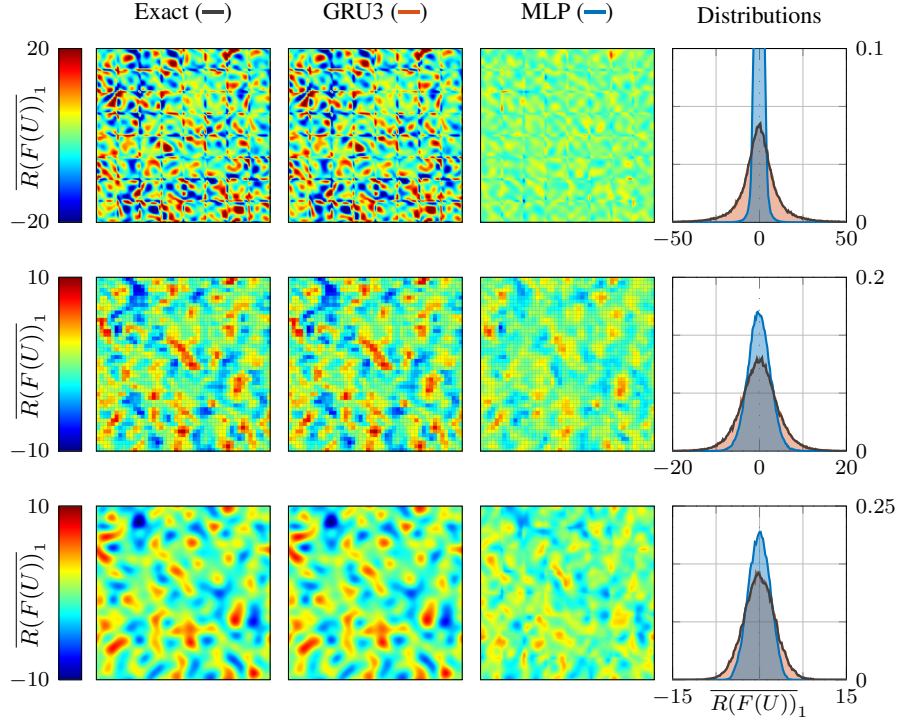 Exact (—) GRU3 (—) MLP (—) Distributions
20 0.1
R(F(U))₁
−20 0
−50 0 50
10 0.2
R(F(U))₁
−10 0
−20 0 20
10 0.25
R(F(U))₁
−10 0
−15 R(F(U))₁ 15